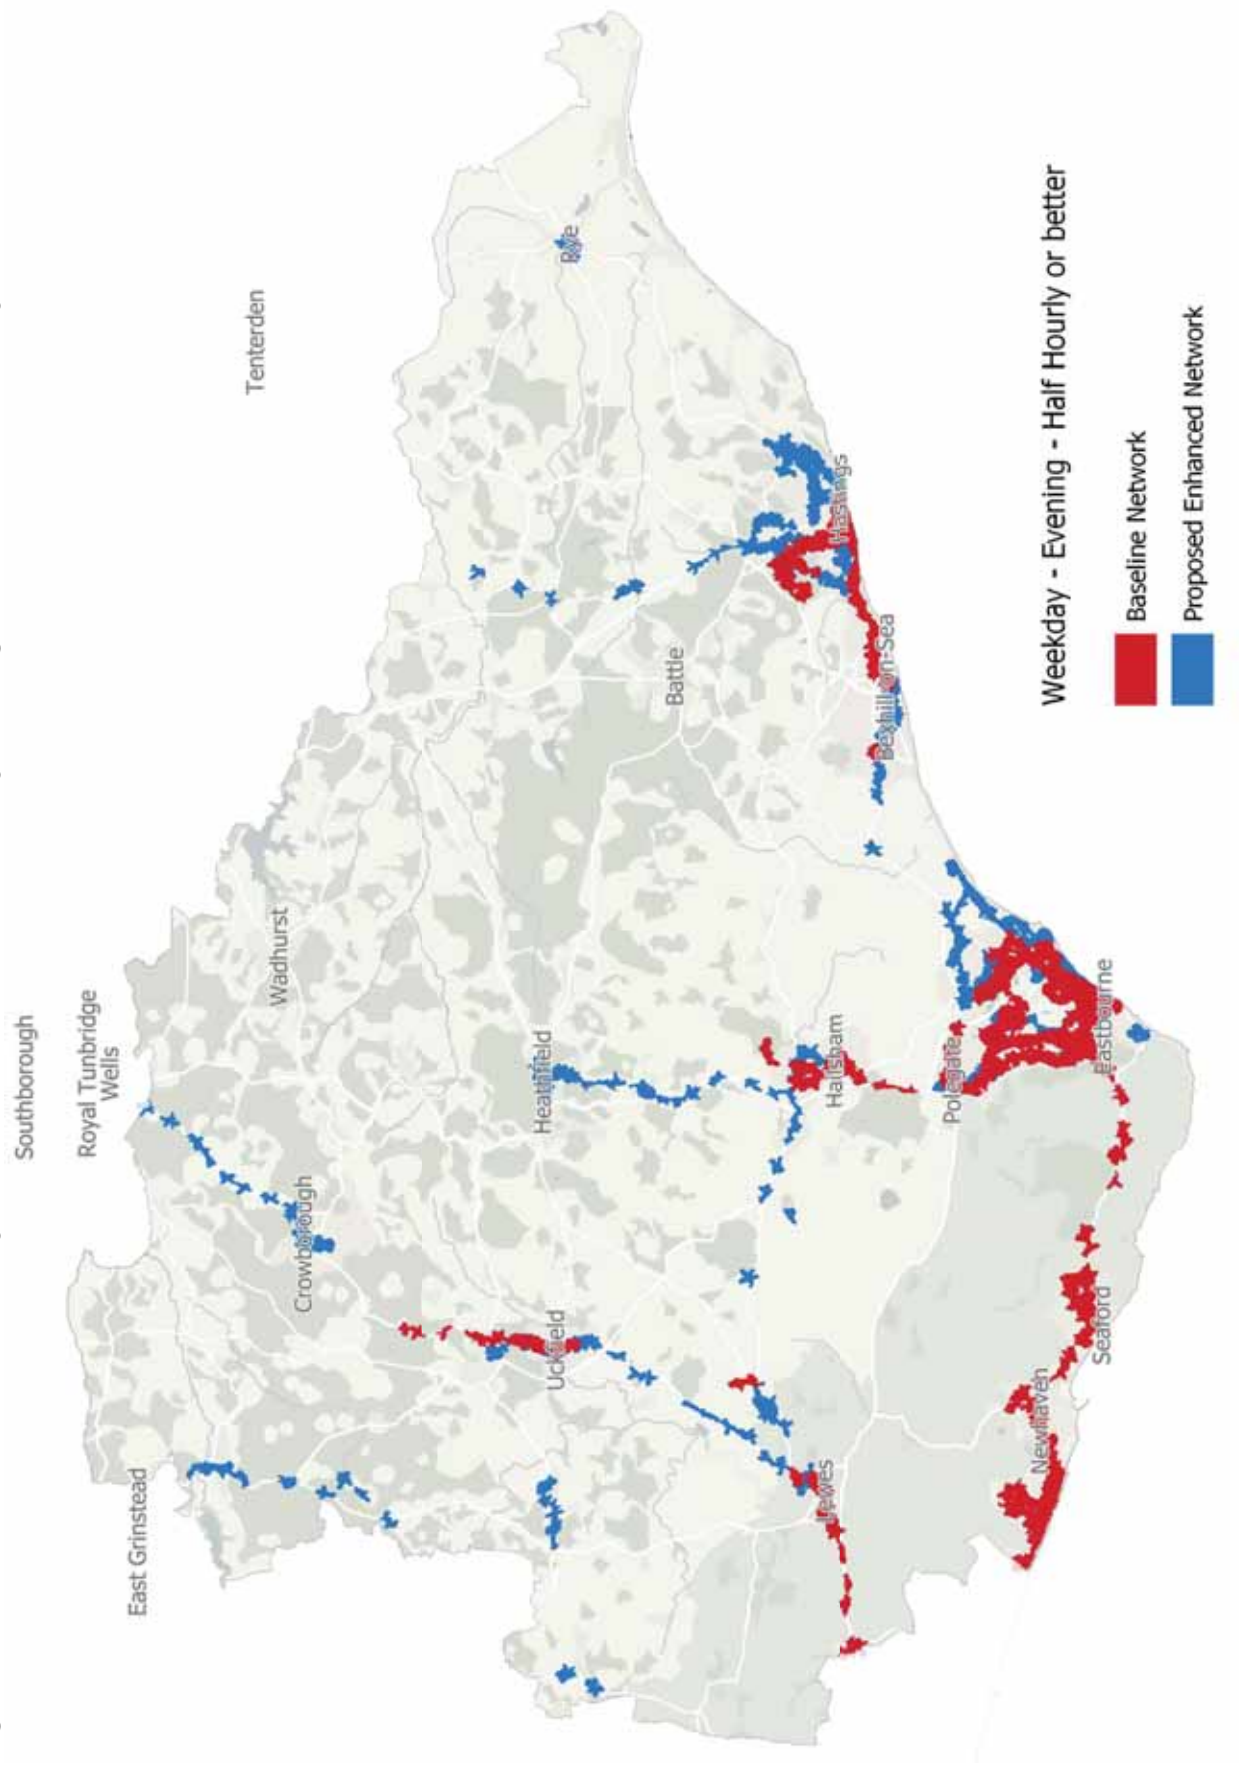 Southborough
Royal Tunbridge
Wells
East Grinstead
Tenterden
Wadhurst
Crowborough
Heathfield
Uckfield
Rye
Battle
Hailsham
Hastings
Lewes
Bexhill-on-Sea
Polegate
Newhaven
Seaford
Eastbourne
Weekday - Evening - Half Hourly or better
Baseline Network
Proposed Enhanced Network